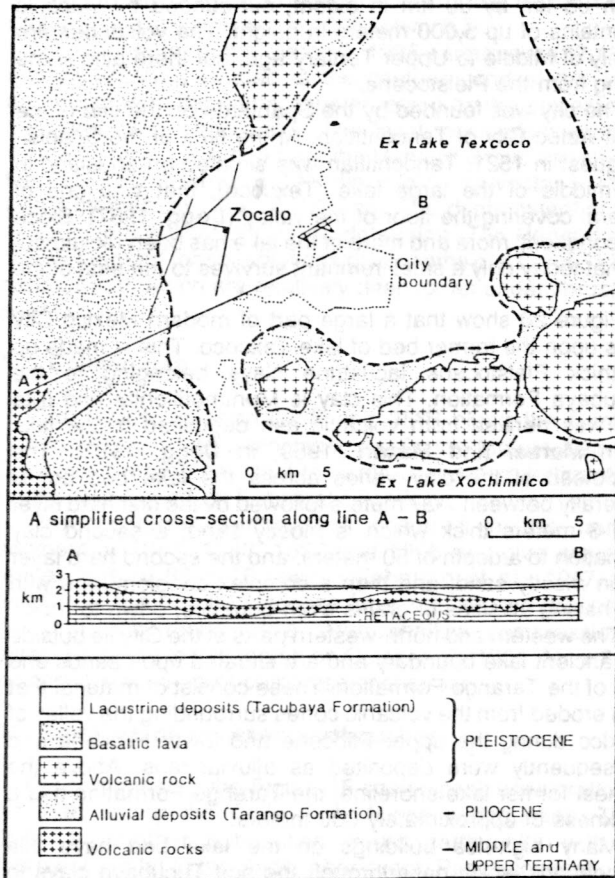 Ex Lake Texcoco
Zocalo
B
City
boundary
A
0 km 5
Ex Lake Xochimilco
A simplified cross-section along line A
km 5
A B
3
2
km
1
0
CRETACEOUS
Lacustrine deposits (Tacubaya Formation)
Basaltic lava
PLEISTOCENE
Volcanic rock
Alluvial deposits (Tarango Formation)
PLIOCENE
Volcanic rocks
MIDDLE and
UPPER TERTIARY